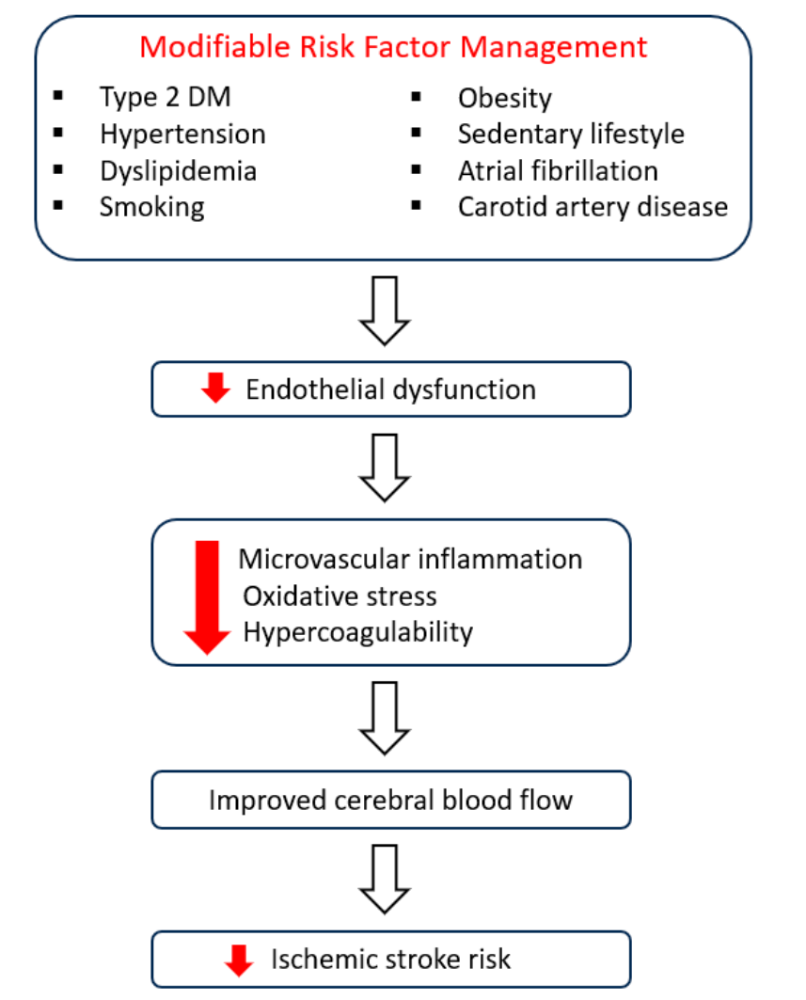 Modifiable Risk Factor Management
Type 2 DM
Hypertension
Dyslipidemia
Smoking
Obesity
Sedentary lifestyle
Atrial fibrillation
Carotid artery disease
Endothelial dysfunction
Microvascular inflammation
Oxidative stress
Hypercoagulability
Improved cerebral blood flow
Ischemic stroke risk